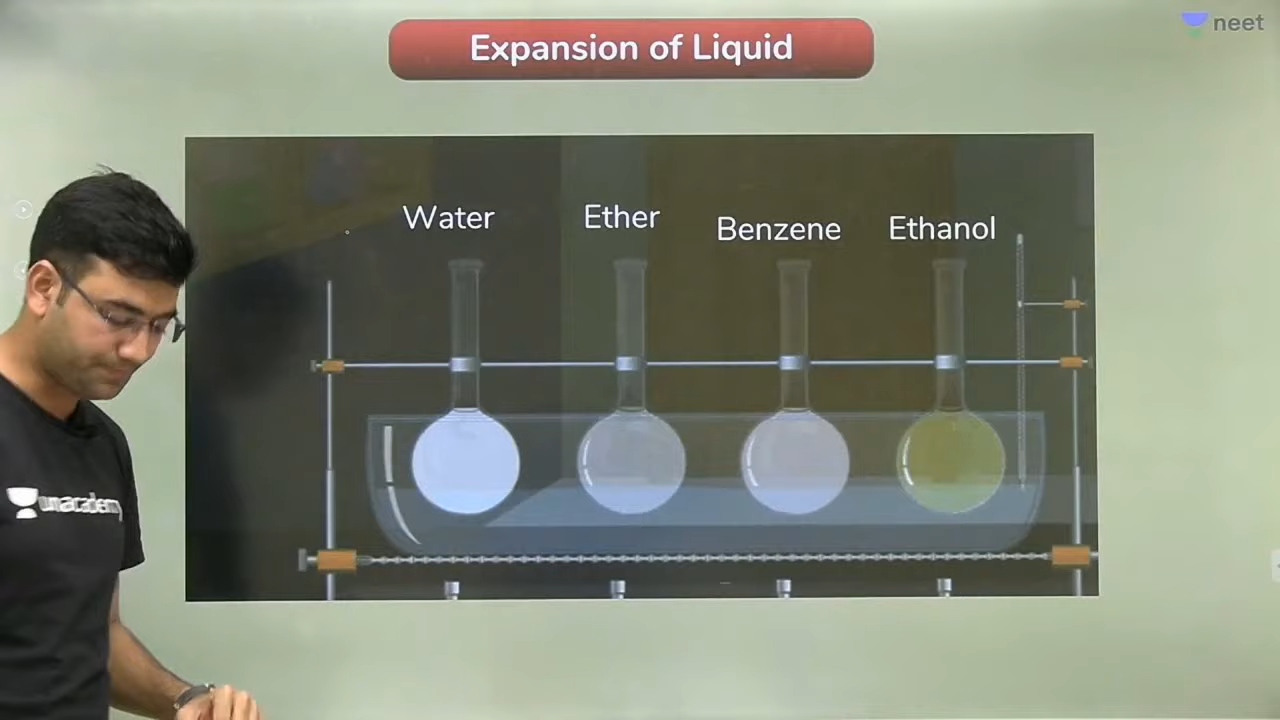 neet
Expansion of Liquid
Water Ether Benzene Ethanol
unacademy